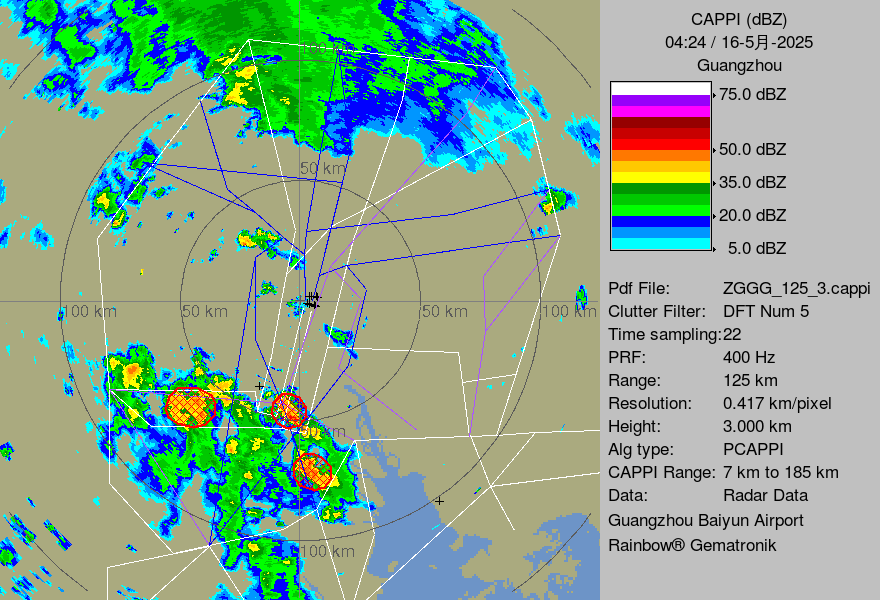 CAPPI (dBZ)
04:24 / 16-5月-2025
Guangzhou
75.0 dBZ
50.0 dBZ
35.0 dBZ
20.0 dBZ
5.0 dBZ
100 km
50 km
100 km
50 km
50 km
100 km
50 km
100 km
Pdf File: ZGGG_125_3.cappi
Clutter Filter: DFT Num 5
Time sampling:22
PRF: 400 Hz
Range: 125 km
Resolution: 0.417 km/pixel
Height: 3.000 km
Alg type: PCAPPI
CAPPI Range: 7 km to 185 km
Data: Radar Data
Guangzhou Baiyun Airport
Rainbow® Gematronik